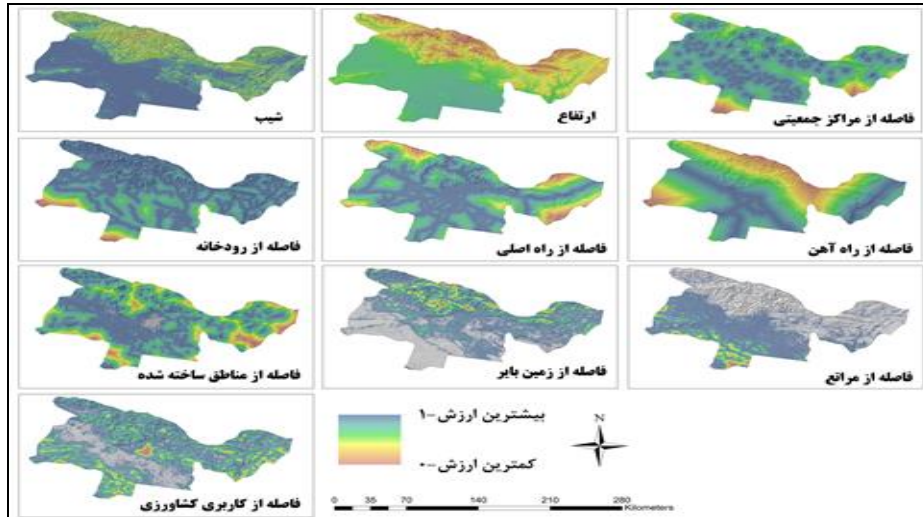 شیب
ارتفاع
فاصله از مراکز جمعیتی
فاصله از رودخانه
فاصله از راه اصلی
فاصله از راه آهن
فاصله از مناطق ساخته شده
فاصله از زمین بایر
فاصله از مراتع
فاصله از کاربری کشاورزی
بیشترین ارزش-۱
کمترین ارزش-۰
N
0 35 70 140 210 280
Kilometers